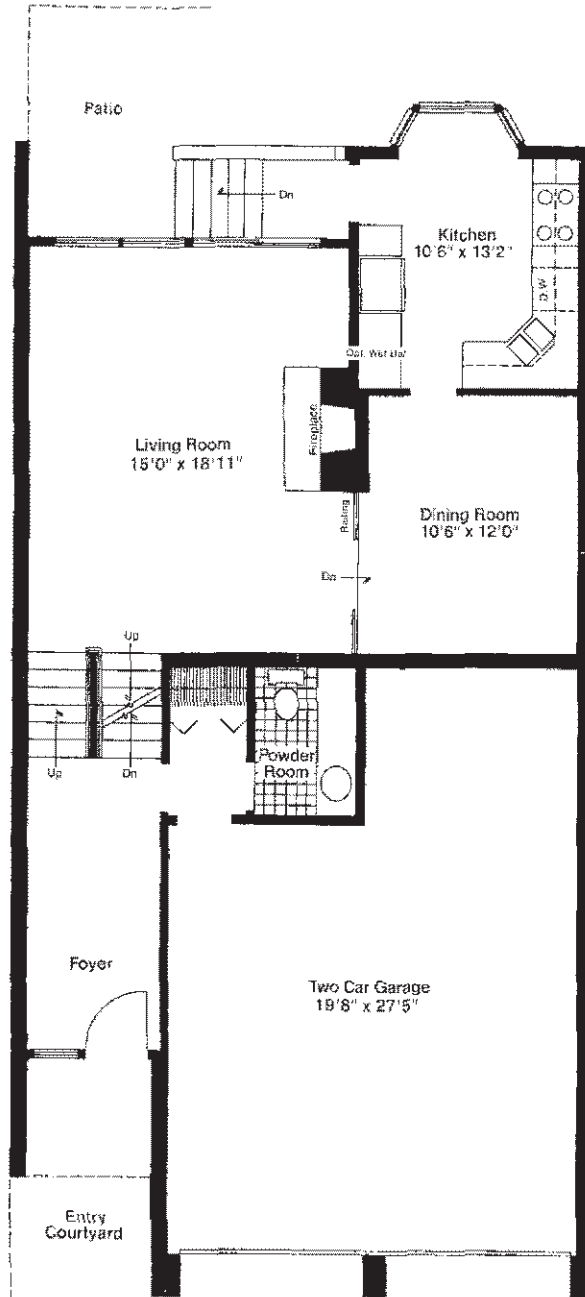 Patio
Dn
Kitchen
10'6" x 13'2"
D.W.
Opt. Wet Bar
Fireplace
Living Room
15'0" x 18'11"
Railing
Dining Room
10'6" x 12'0"
Dn
Up
Up
Dn
Powder
Room
Foyer
Two Car Garage
19'8" x 27'5"
Entry
Courtyard